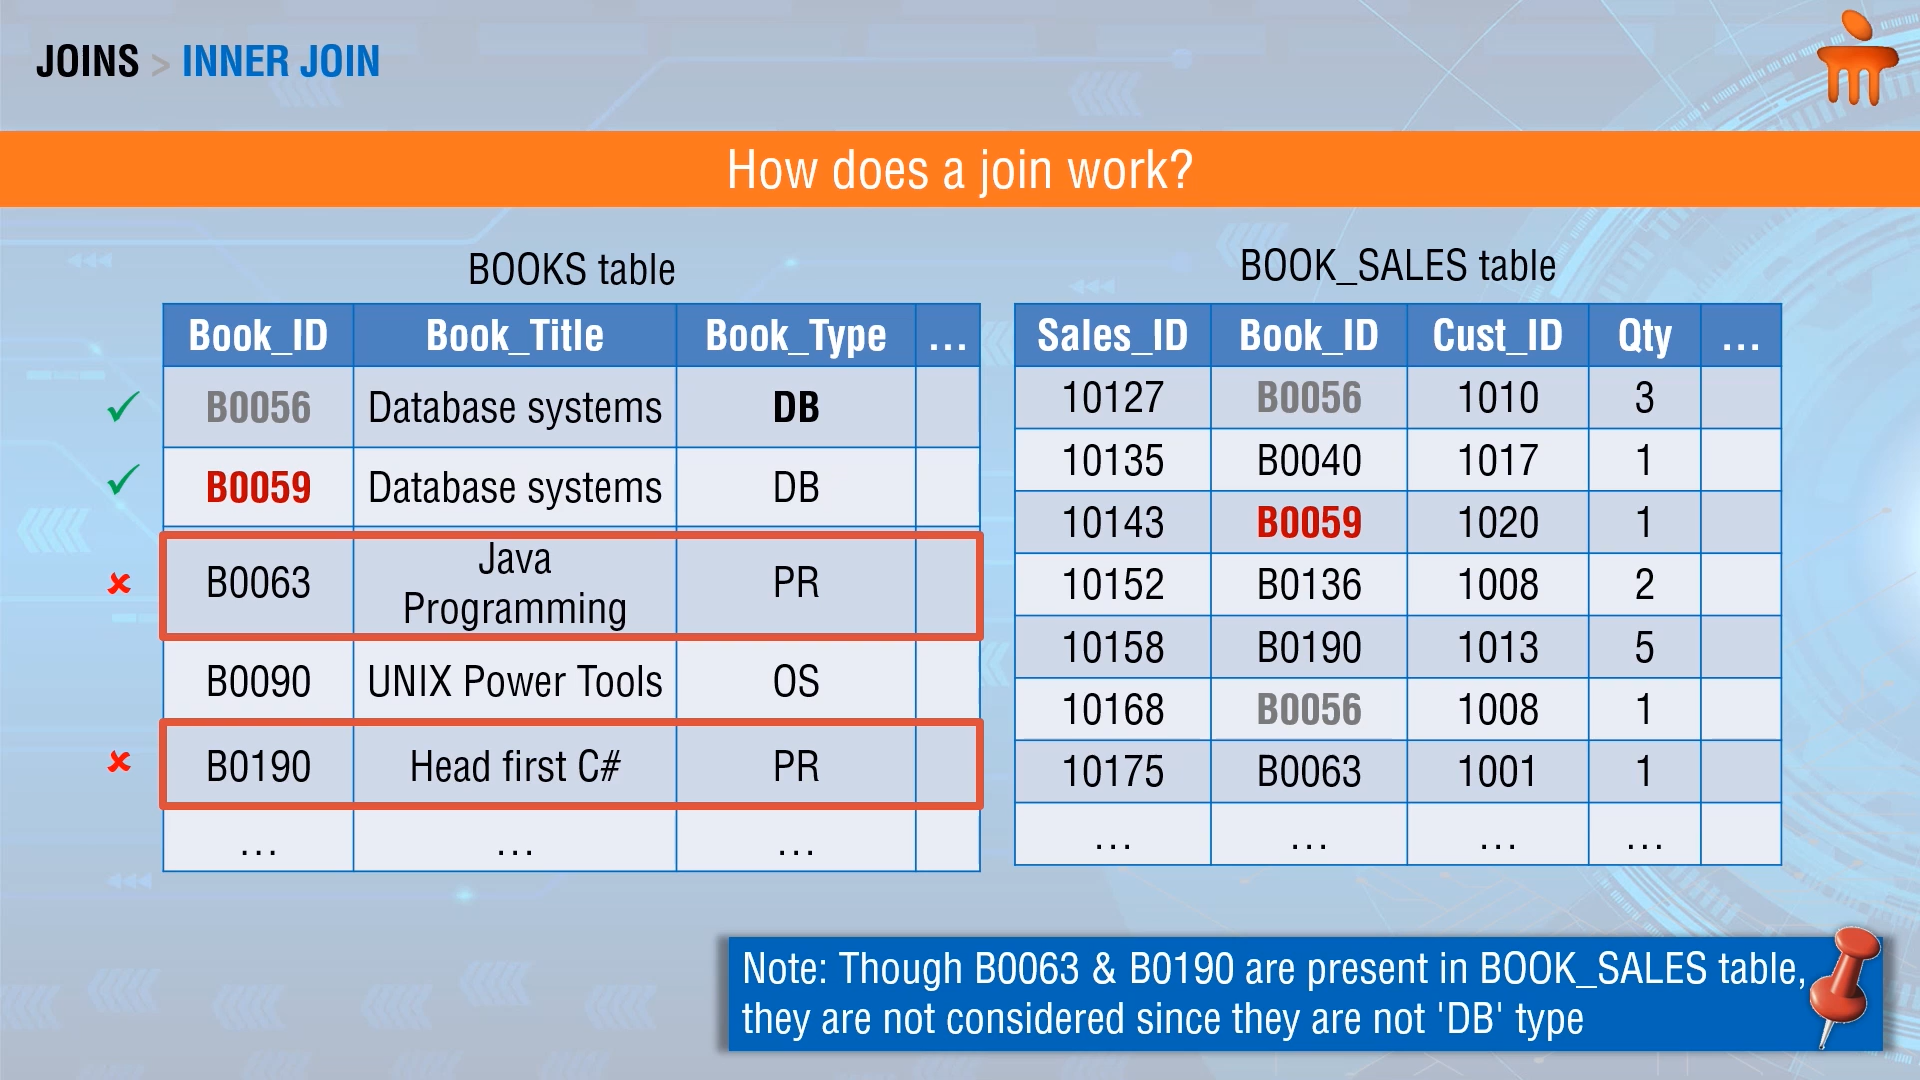 JOINS > INNER JOIN
How does a join work?
BOOKS table
Book_ID Book_Title Book_Type ...
B0056 Database systems DB
B0059 Database systems DB
B0063 Java Programming PR
B0090 UNIX Power Tools OS
B0190 Head first C# PR
... ... ...
BOOK_SALES table
Sales_ID Book_ID Cust_ID Qty ...
10127 B0056 1010 3
10135 B0040 1017 1
10143 B0059 1020 1
10152 B0136 1008 2
10158 B0190 1013 5
10168 B0056 1008 1
10175 B0063 1001 1
... ... ... ...
Note: Though B0063 & B0190 are present in BOOK_SALES table,
they are not considered since they are not 'DB' type